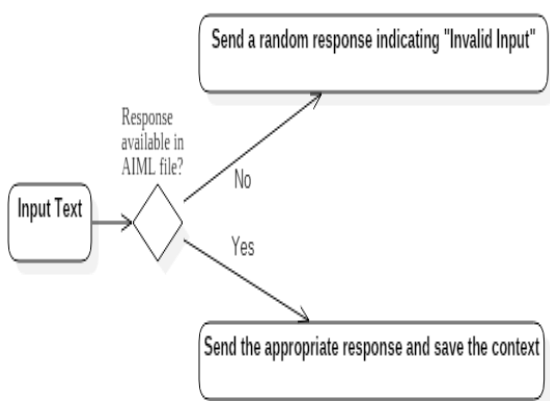 Send a random response indicating "Invalid Input"
Response
available in
AIML file?
No
Input Text
Yes
Send the appropriate response and save the context